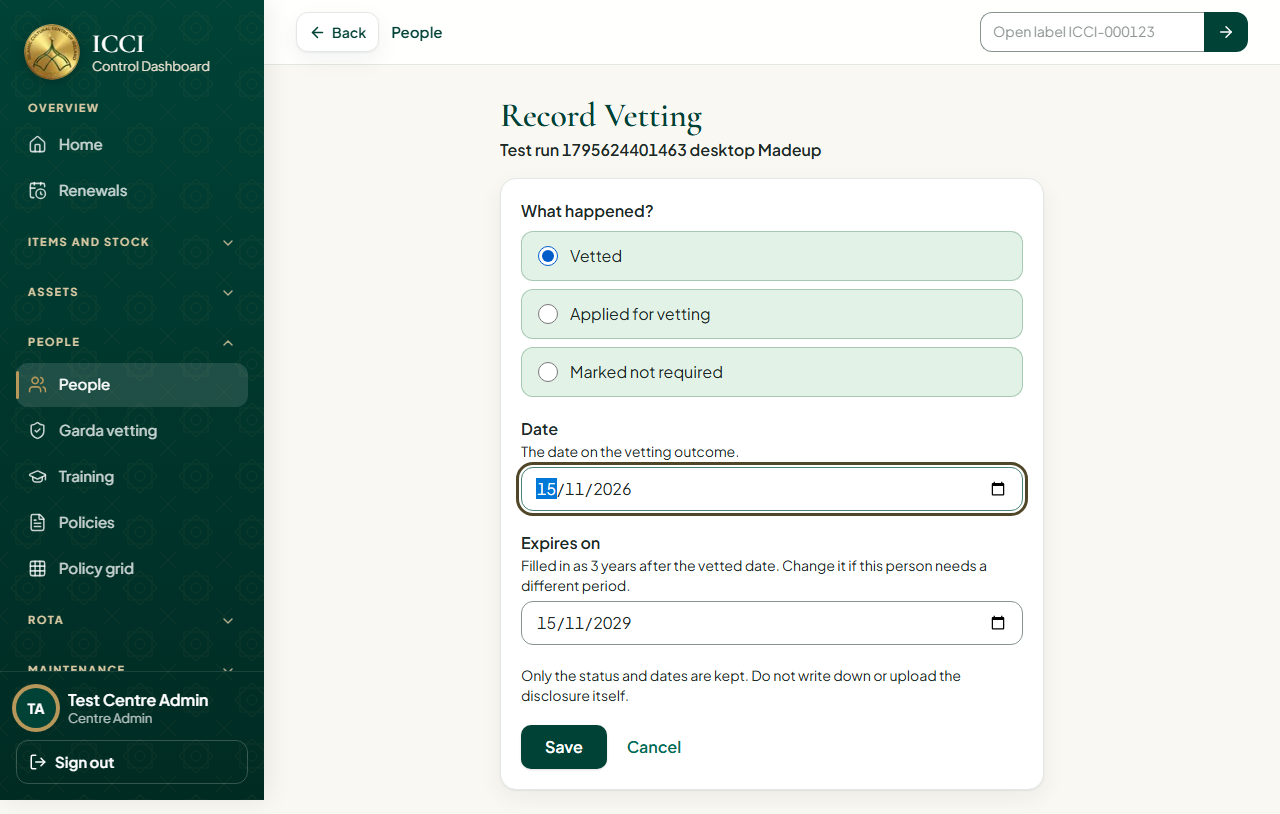 ICCI
Control Dashboard
OVERVIEW
Home
Renewals
ITEMS AND STOCK
ASSETS
PEOPLE
People
Garda vetting
Training
Policies
Policy grid
ROTA
MAINTENANCE
TA
Test Centre Admin
Centre Admin
Sign out
Back
People
Open label ICCI-000123
Record Vetting
Test run 1795624401463 desktop Madeup
What happened?
Vetted
Applied for vetting
Marked not required
Date
The date on the vetting outcome.
15/11/2026
Expires on
Filled in as 3 years after the vetted date. Change it if this person needs a
different period.
15/11/2029
Only the status and dates are kept. Do not write down or upload the
disclosure itself.
Save
Cancel